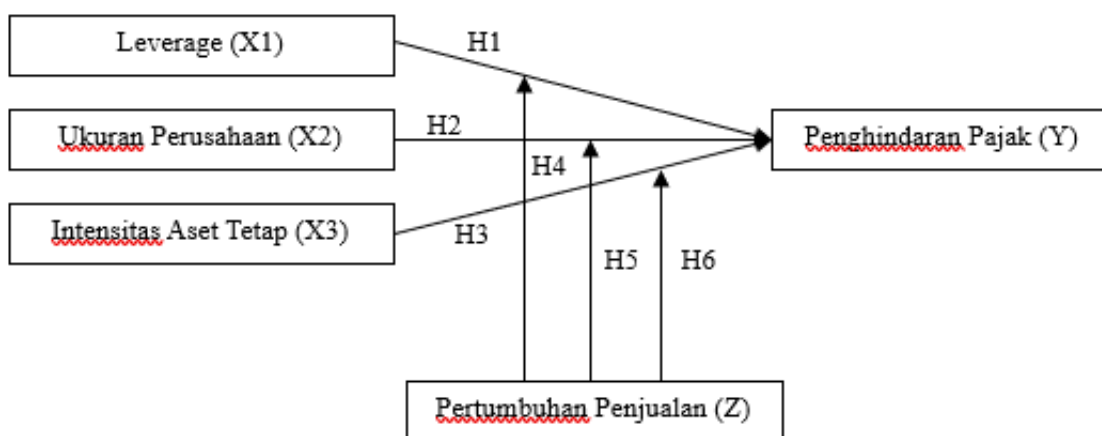 Leverage (X1)
H1
Ukuran Perusahaan (X2)
H2
Penghindaran Pajak (Y)
H4
Intensitas Aset Tetap (X3)
H3
H5
H6
Pertumbuhan Penjualan (Z)